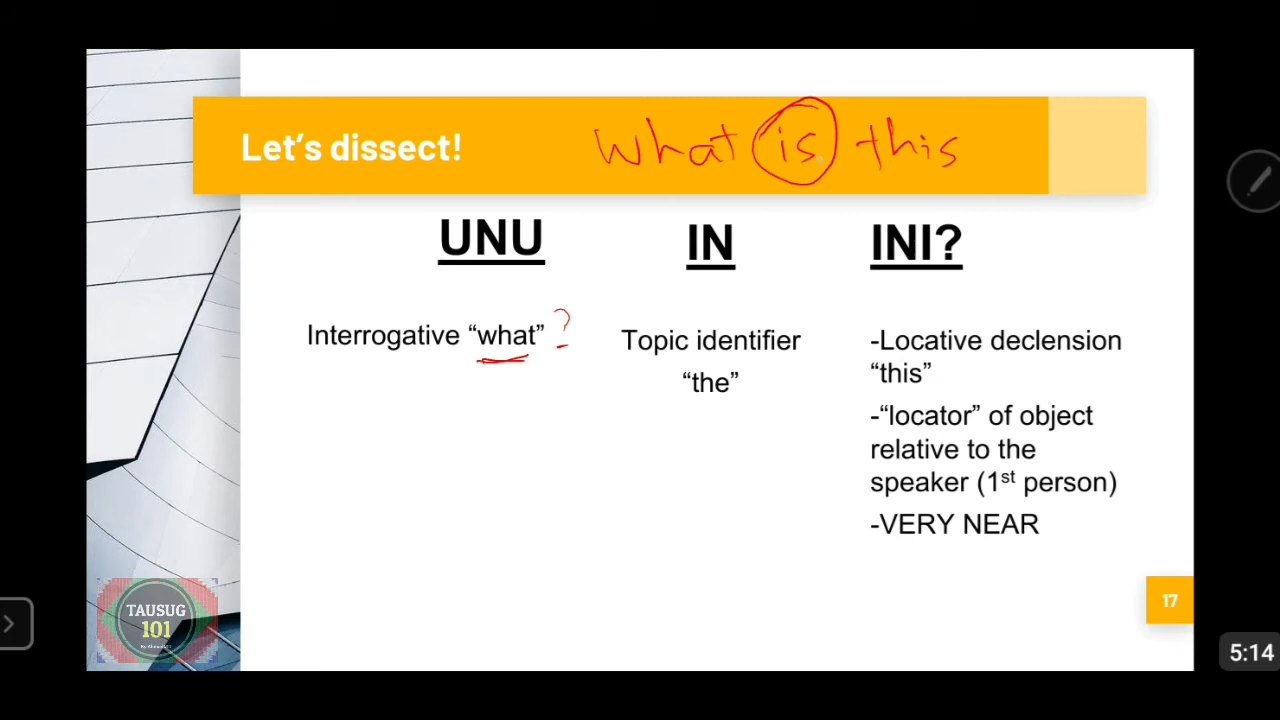 Let's dissect!
What is this
UNU
IN
INI?
Interrogative “what” ?
Topic identifier
“the”
-Locative declension
“this”
-“locator” of object
relative to the
speaker (1st person)
-VERY NEAR
TAUSUG
101
17
5:14